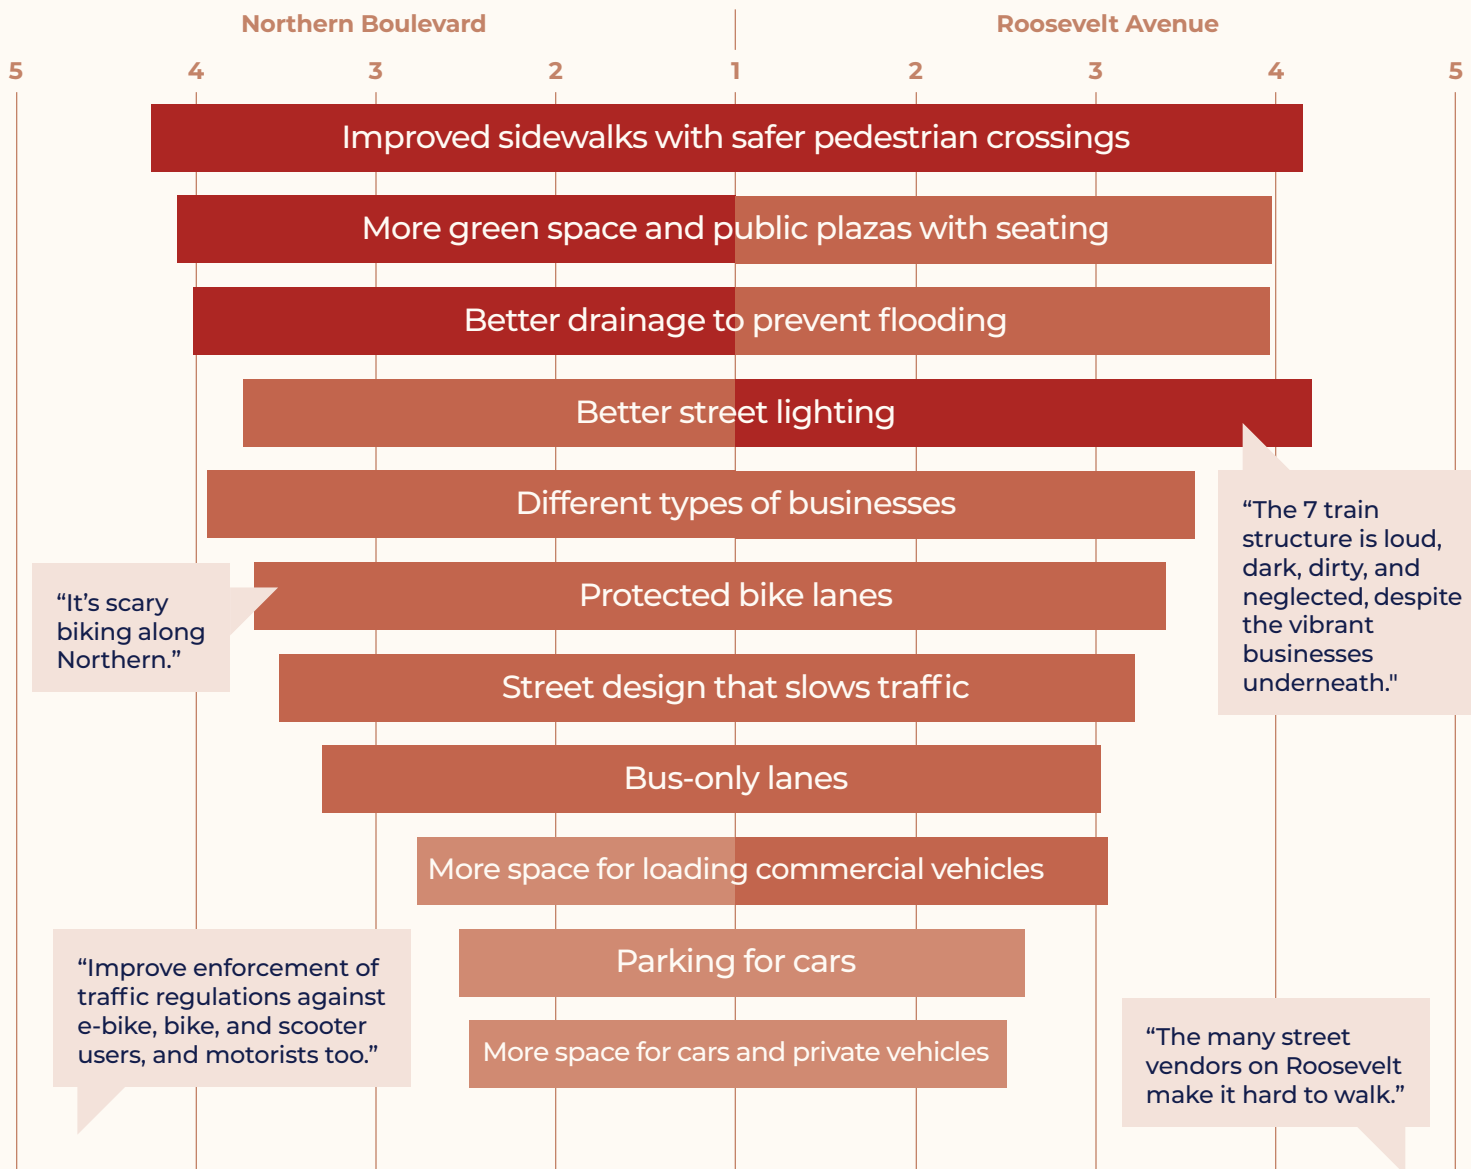 Northern Boulevard
Roosevelt Avenue
5 4 3 2 1 2 3 4 5
Improved sidewalks with safer pedestrian crossings
More green space and public plazas with seating
Better drainage to prevent flooding
Better street lighting
Different types of businesses
“The 7 train
structure is loud,
dark, dirty, and
neglected, despite
the vibrant
businesses
underneath."
Protected bike lanes
“It’s scary
biking along
Northern.”
Street design that slows traffic
Bus-only lanes
More space for loading commercial vehicles
Parking for cars
“Improve enforcement of
traffic regulations against
e-bike, bike, and scooter
users, and motorists too.”
More space for cars and private vehicles
“The many street
vendors on Roosevelt
make it hard to walk.”